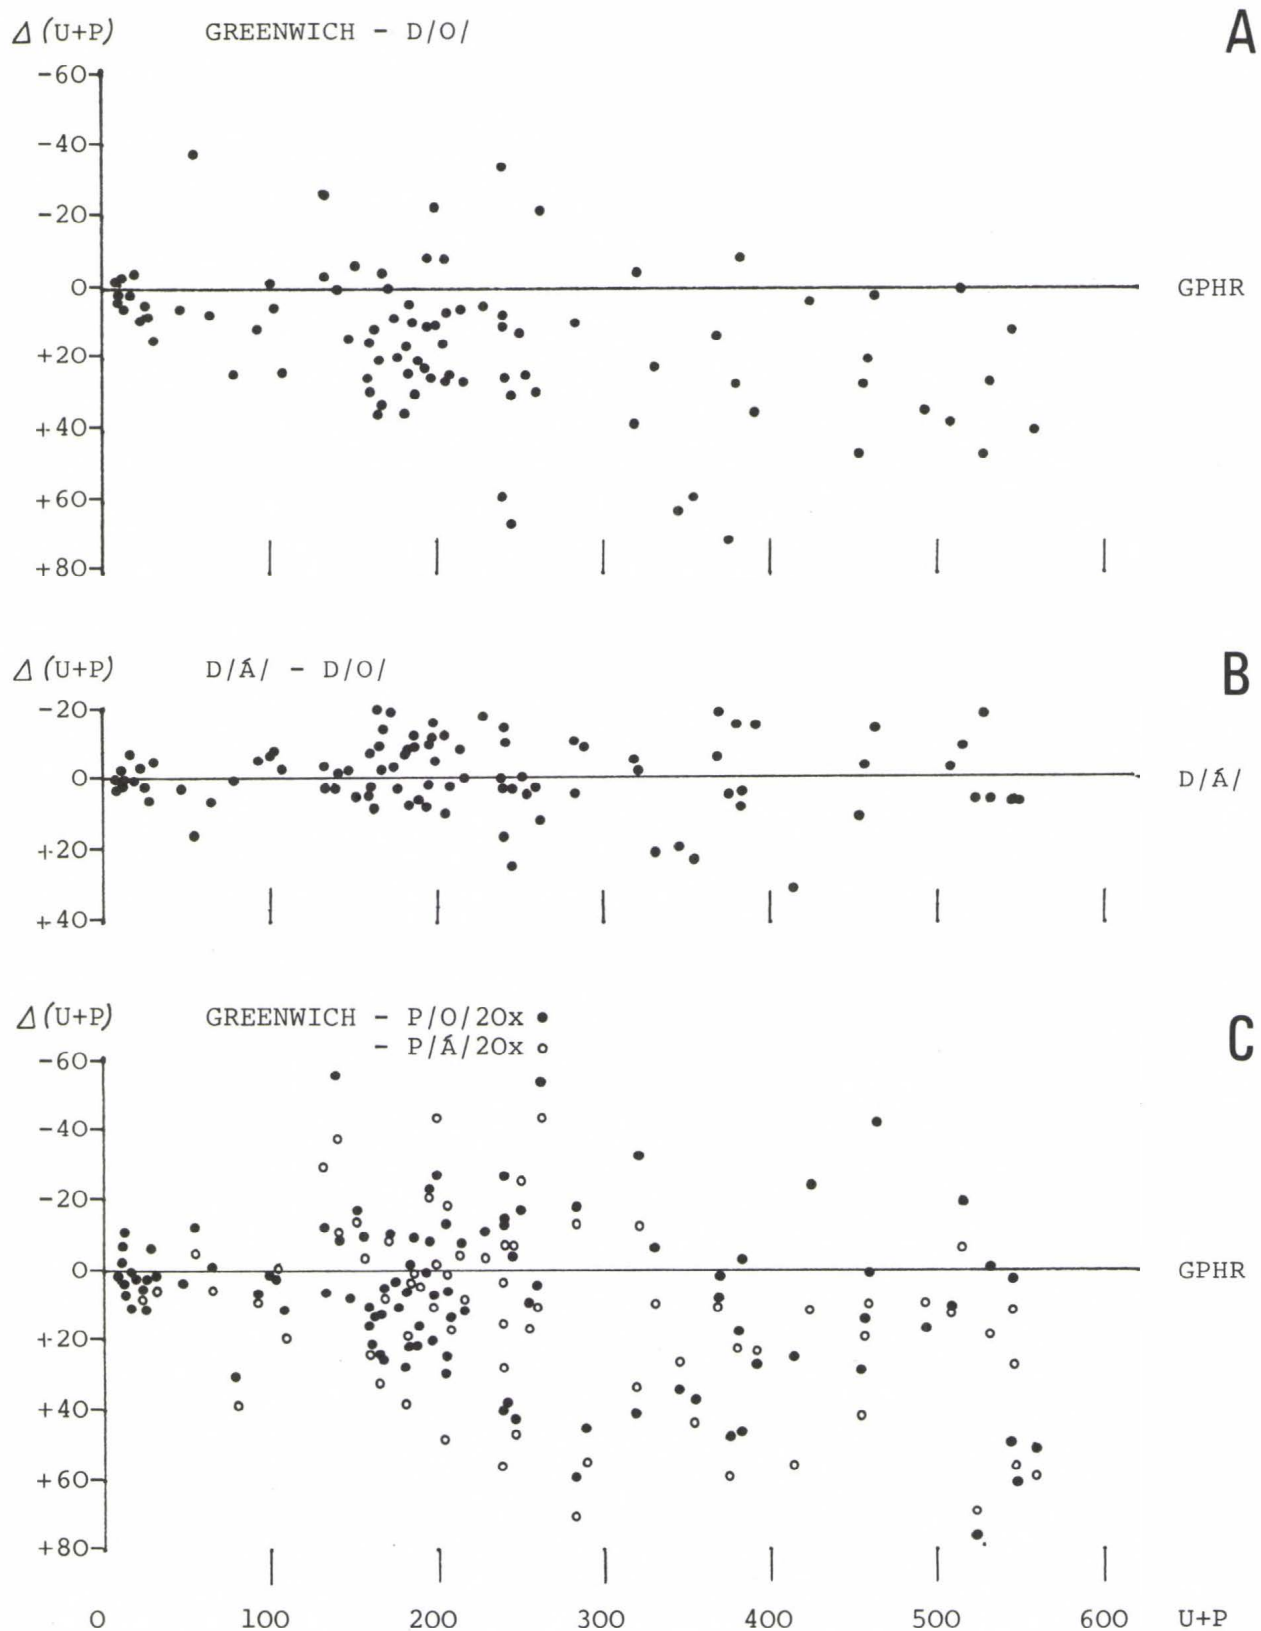 Δ(U+P) GREENWICH - D/O/ A
-60
-40
-20
0 GPHR
+20
+40
+60
+80
Δ(U+P) D/Á/ - D/O/ B
-20
0 D/Á/
+20
+40
Δ(U+P) GREENWICH - P/O/20x ● C
- P/Á/20x o
-60
-40
-20
0 GPHR
+20
+40
+60
+80
0 100 200 300 400 500 600 U+P